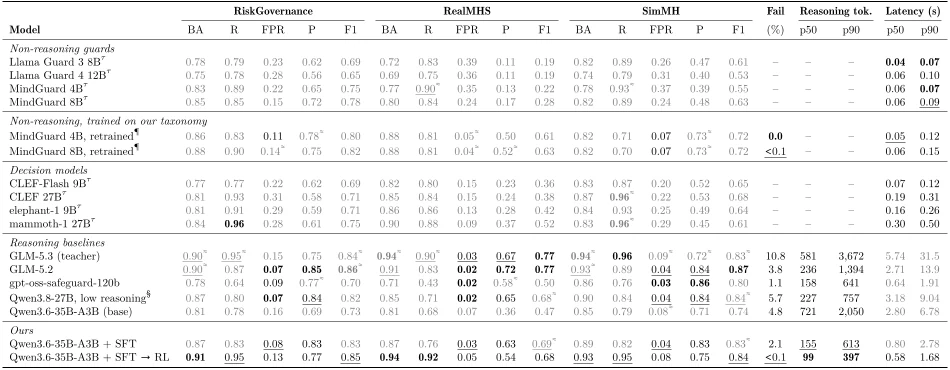 RiskGovernance RealMHS SimMH Fail Reasoning tok. Latency (s)
Model BA R FPR P F1 BA R FPR P F1 BA R FPR P F1 (%) p50 p90 p50 p90
Non-reasoning guards
Llama Guard 3 8Bᵀ 0.78 0.79 0.23 0.62 0.69 0.72 0.83 0.39 0.11 0.19 0.82 0.89 0.26 0.47 0.61 – – – 0.04 0.07
Llama Guard 4 12Bᵀ 0.75 0.78 0.28 0.56 0.65 0.69 0.75 0.36 0.11 0.19 0.74 0.79 0.31 0.40 0.53 – – – 0.06 0.10
MindGuard 4Bᵀ 0.83 0.89 0.22 0.65 0.75 0.77 0.90≈ 0.35 0.13 0.22 0.78 0.93≈ 0.37 0.39 0.55 – – – 0.06 0.07
MindGuard 8Bᵀ 0.85 0.85 0.15 0.72 0.78 0.80 0.84 0.24 0.17 0.28 0.82 0.89 0.24 0.48 0.63 – – – 0.06 0.09
Non-reasoning, trained on our taxonomy
MindGuard 4B, retrained¶ 0.86 0.83 0.11 0.78≈ 0.80 0.88 0.81 0.05≈ 0.50 0.61 0.82 0.71 0.07 0.73≈ 0.72 0.0 – – 0.05 0.12
MindGuard 8B, retrained¶ 0.88 0.90 0.14≈ 0.75 0.82 0.88 0.81 0.04≈ 0.52≈ 0.63 0.82 0.70 0.07 0.73≈ 0.72 <0.1 – – 0.06 0.15
Decision models
CLEF-Flash 9Bᵀ 0.77 0.77 0.22 0.62 0.69 0.82 0.80 0.15 0.23 0.36 0.83 0.87 0.20 0.52 0.65 – – – 0.07 0.12
CLEF 27Bᵀ 0.81 0.93 0.31 0.58 0.71 0.85 0.84 0.15 0.24 0.38 0.87 0.96≈ 0.22 0.53 0.68 – – – 0.19 0.31
elephant-1 9Bᵀ 0.81 0.91 0.29 0.59 0.71 0.86 0.86 0.13 0.28 0.42 0.84 0.93 0.25 0.49 0.64 – – – 0.16 0.26
mammoth-1 27Bᵀ 0.84 0.96 0.28 0.61 0.75 0.90 0.88 0.09 0.37 0.52 0.83 0.96≈ 0.29 0.45 0.61 – – – 0.30 0.50
Reasoning baselines
GLM-5.3 (teacher) 0.90≈ 0.95≈ 0.15 0.75 0.84≈ 0.94≈ 0.90≈ 0.03 0.67 0.77 0.94≈ 0.96 0.09≈ 0.72≈ 0.83≈ 10.8 581 3,672 5.74 31.5
GLM-5.2 0.90≈ 0.87 0.07 0.85 0.86≈ 0.91 0.83 0.02 0.72 0.77 0.93≈ 0.89 0.04 0.84 0.87 3.8 236 1,394 2.71 13.9
gpt-oss-safeguard-120b 0.78 0.64 0.09 0.77≈ 0.70 0.71 0.43 0.02 0.58≈ 0.50 0.86 0.76 0.03 0.86 0.80 1.1 158 641 0.64 1.91
Qwen3.8-27B, low reasoning§ 0.87 0.80 0.07 0.84 0.82 0.85 0.71 0.02 0.65 0.68≈ 0.90 0.84 0.04 0.84 0.84≈ 5.7 227 757 3.18 9.04
Qwen3.6-35B-A3B (base) 0.81 0.78 0.16 0.69 0.73 0.81 0.68 0.07 0.36 0.47 0.85 0.79 0.08≈ 0.71 0.74 4.8 721 2,050 2.80 6.78
Ours
Qwen3.6-35B-A3B + SFT 0.87 0.83 0.08 0.83 0.83 0.87 0.76 0.03 0.63 0.69≈ 0.89 0.82 0.04 0.83 0.83≈ 2.1 155 613 0.80 2.78
Qwen3.6-35B-A3B + SFT → RL 0.91 0.95 0.13 0.77 0.85 0.94 0.92 0.05 0.54 0.68 0.93 0.95 0.08 0.75 0.84 <0.1 99 397 0.58 1.68